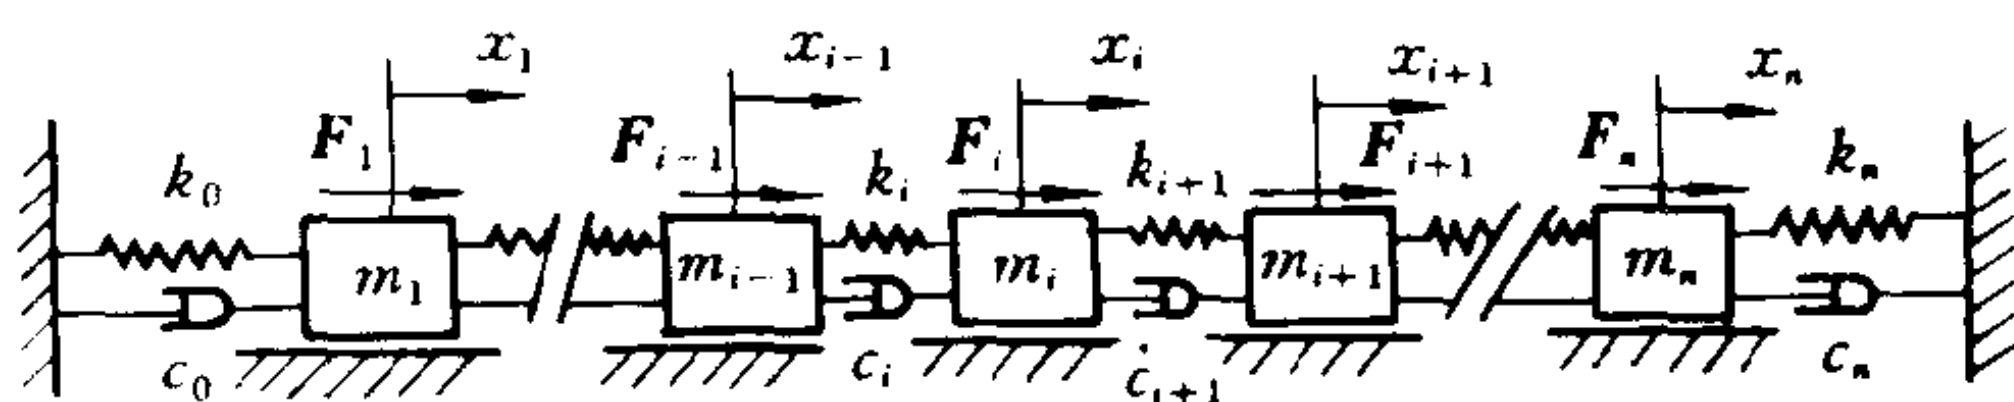 x₁ xᵢ₋₁ xᵢ xᵢ₊₁ xₙ
F₁ Fᵢ₋₁ Fᵢ Fᵢ₊₁ Fₙ
k₀ kᵢ kᵢ₊₁ kₙ
m₁ mᵢ₋₁ mᵢ mᵢ₊₁ mₙ
c₀ cᵢ cᵢ₊₁ cₙ